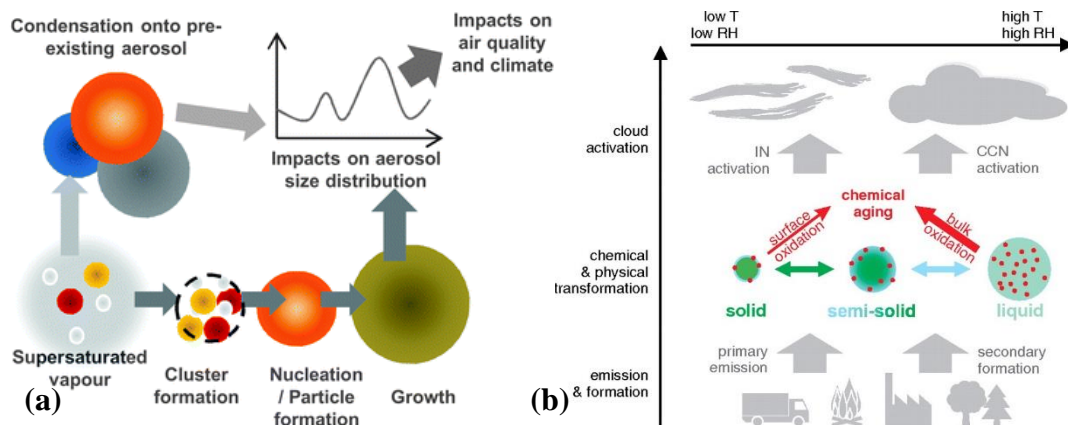 Condensation onto pre-
existing aerosol
Impacts on
air quality
and climate
Impacts on aerosol
size distribution
Supersaturated
vapour
Cluster
formation
Nucleation
/ Particle
formation
Growth
(a)
low T
low RH
high T
high RH
cloud
activation
IN
activation
CCN
activation
chemical
aging
surface
oxidation
bulk
oxidation
chemical
& physical
transformation
solid
semi-solid
liquid
primary
emission
secondary
formation
emission
& formation
(b)